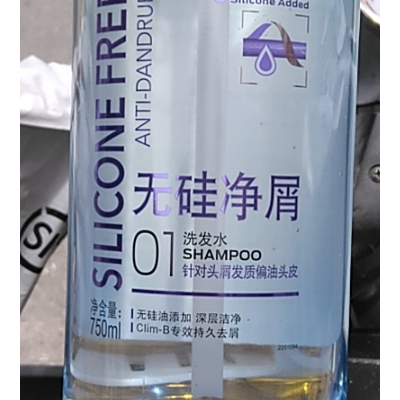 Silicone Added
SILICONE FREE
ANTI-DANDRUF
无硅净屑
01
洗发水
SHAMPOO
针对头屑发质偏油头皮
净含量:
750ml
无硅油添加 深层洁净
Clim-B专效持久去屑